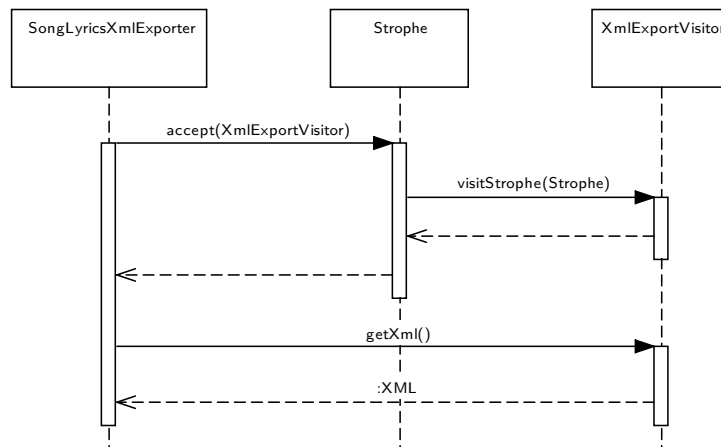 SongLyricsXmlExporter
Strophe
XmlExportVisitor
accept(XmlExportVisitor)
visitStrophe(Strophe)
getXml()
:XML